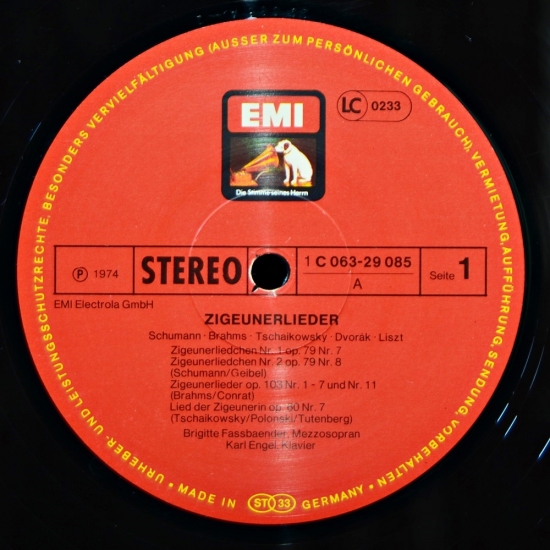 URHEBER- UND LEISTUNGSSCHUTZRECHTE, BESONDERS VERVIELFÄLTIGUNG (AUSSER ZUM PERSÖNLICHEN GEBRAUCH), VERMIETUNG, AUFFÜHRUNG, SENDUNG, VORBEHALTEN •
EMI
Die Stimme seines Herrn
LC 0233
℗ 1974
STEREO
1 C 063-29 085
A
Seite 1
EMI Electrola GmbH
ZIGEUNERLIEDER
Schumann · Brahms · Tschaikowsky · Dvorák · Liszt
Zigeunerliedchen Nr. 1 op. 79 Nr. 7
Zigeunerliedchen Nr. 2 op. 79 Nr. 8
(Schumann/Geibel)
Zigeunerlieder op. 103 Nr. 1 - 7 und Nr. 11
(Brahms/Conrat)
Lied der Zigeunerin op. 60 Nr. 7
(Tschaikowsky/Polonski/Tutenberg)
Brigitte Fassbaender, Mezzosopran
Karl Engel, Klavier
• MADE IN ST 33 GERMANY